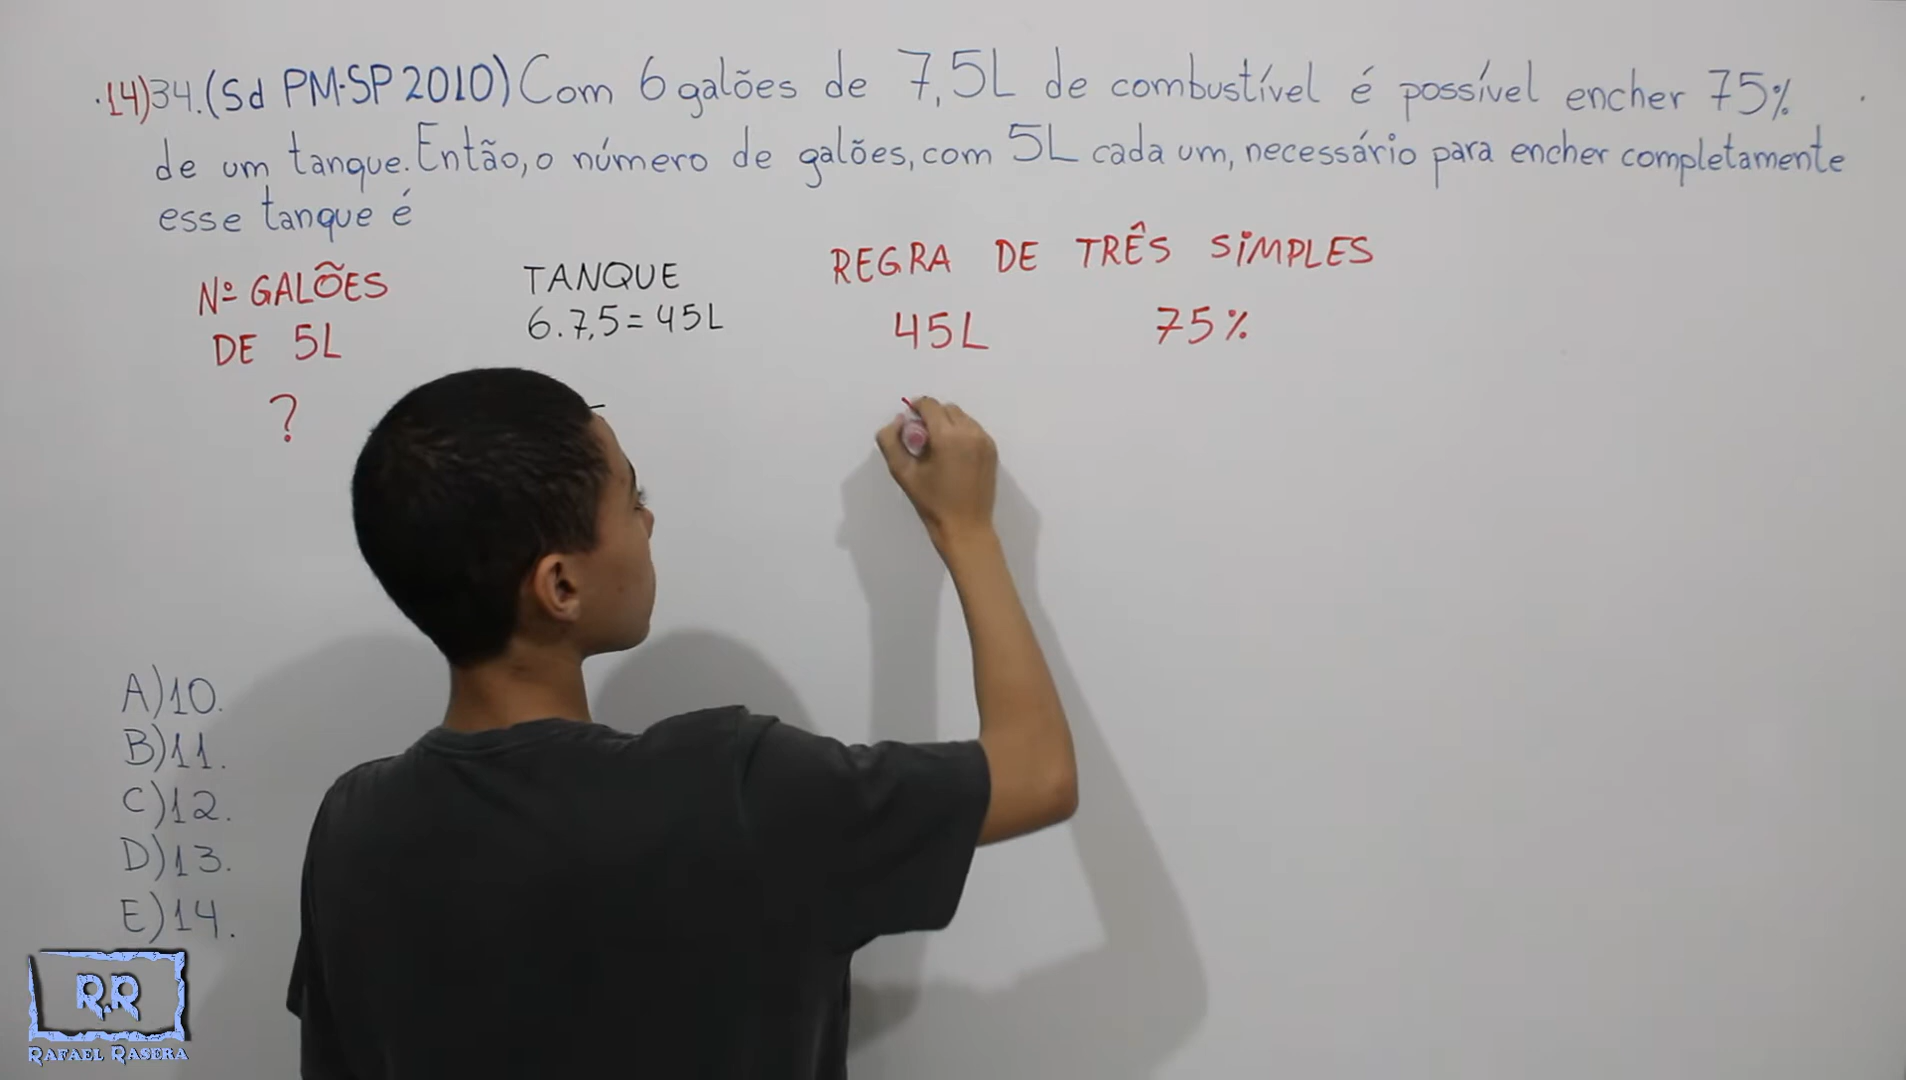 14)34.(Sd PM-SP 2010) Com 6 galões de 7,5L de combustível é possível encher 75%
de um tanque. Então, o número de galões, com 5L cada um, necessário para encher completamente
esse tanque é
Nº GALÕES
DE 5L
?
TANQUE
6.7,5=45L
REGRA DE TRÊS SIMPLES
45L 75%
A)10.
B)11.
C)12.
D)13.
E)14.
R.R
RAFAEL RASERA